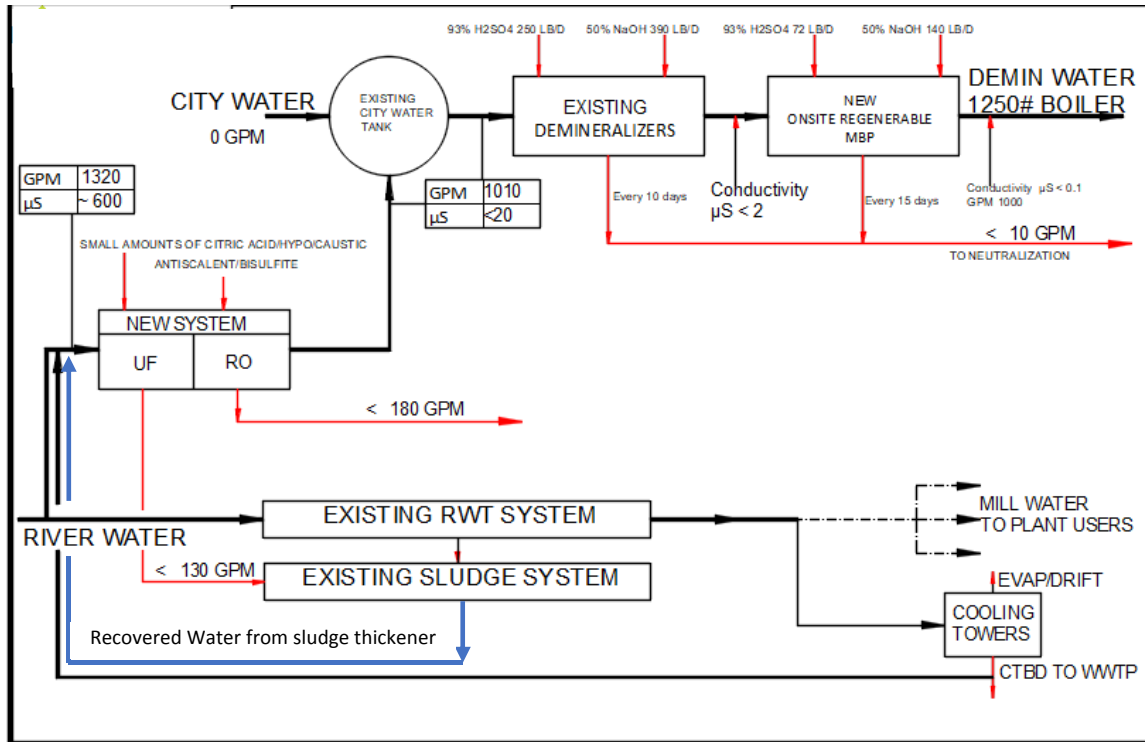 93% H2SO4 250 LB/D
50% NaOH 390 LB/D
93% H2SO4 72 LB/D
50% NaOH 140 LB/D
CITY WATER
0 GPM
EXISTING
CITY WATER
TANK
EXISTING
DEMINERALIZERS
NEW
ONSITE REGENERABLE
MBP
DEMIN WATER
1250# BOILER
GPM 1320
µS ~ 600
GPM 1010
µS <20
Every 10 days
Conductivity
µS < 2
Every 15 days
Conductivity µS < 0.1
GPM 1000
< 10 GPM
TO NEUTRALIZATION
SMALL AMOUNTS OF CITRIC ACID/HYPO/CAUSTIC
ANTISCALENT/BISULFITE
NEW SYSTEM
UF
RO
< 180 GPM
RIVER WATER
EXISTING RWT SYSTEM
MILL WATER
TO PLANT USERS
< 130 GPM
EXISTING SLUDGE SYSTEM
EVAP/DRIFT
COOLING
TOWERS
Recovered Water from sludge thickener
CTBD TO WWTP